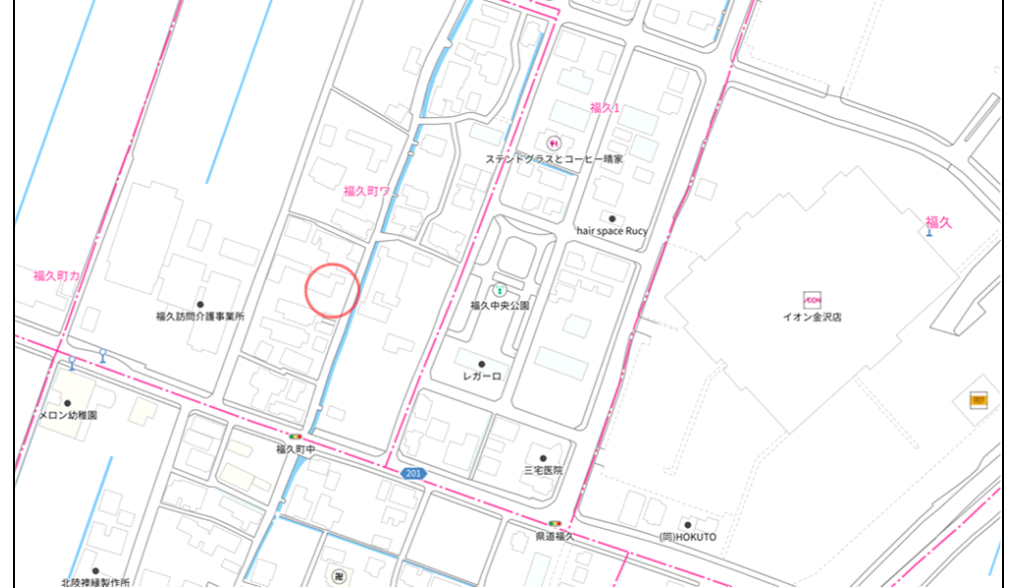 福久1
ステンドグラスとコーヒー晴家
福久町ワ
hair space Rucy
福久
福久町カ
福久中央公園
AEON
イオン金沢店
福久訪問介護事業所
レガーロ
メロン幼稚園
福久町中
201
三宅医院
県道福久
(同)HOKUTO
卍
北陸神縁製作所